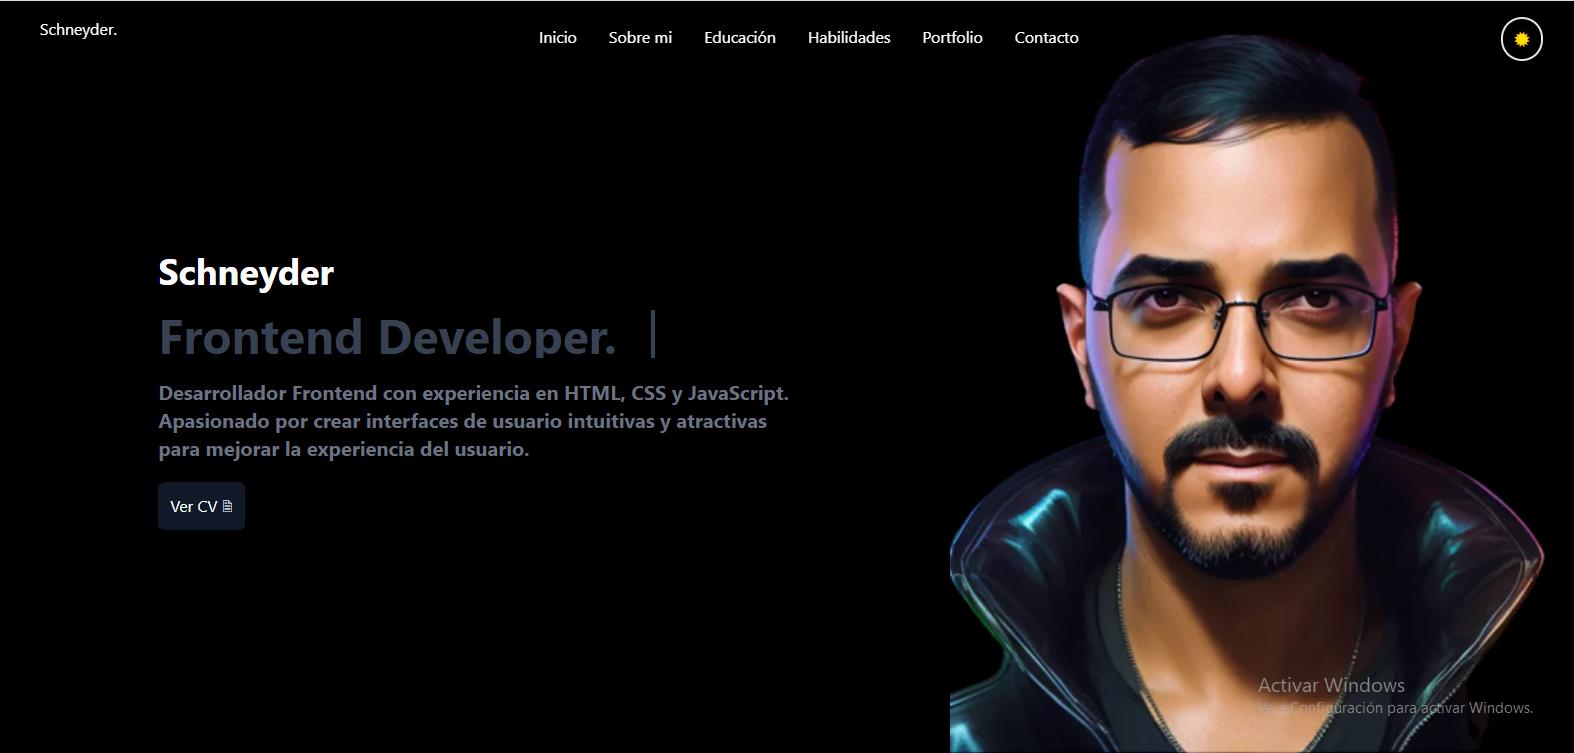 Schneyder.
Inicio Sobre mi Educación Habilidades Portfolio Contacto
Schneyder
Frontend Developer.
Desarrollador Frontend con experiencia en HTML, CSS y JavaScript.
Apasionado por crear interfaces de usuario intuitivas y atractivas
para mejorar la experiencia del usuario.
Ver CV
Activar Windows
Ve a Configuración para activar Windows.